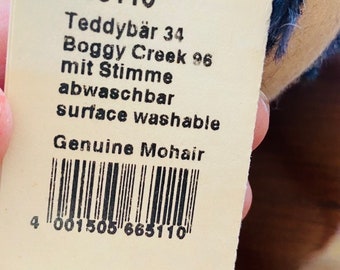 Teddybär 34
Boggy Creek 96
mit Stimme
abwaschbar
surface washable
Genuine Mohair
4 001505 665110